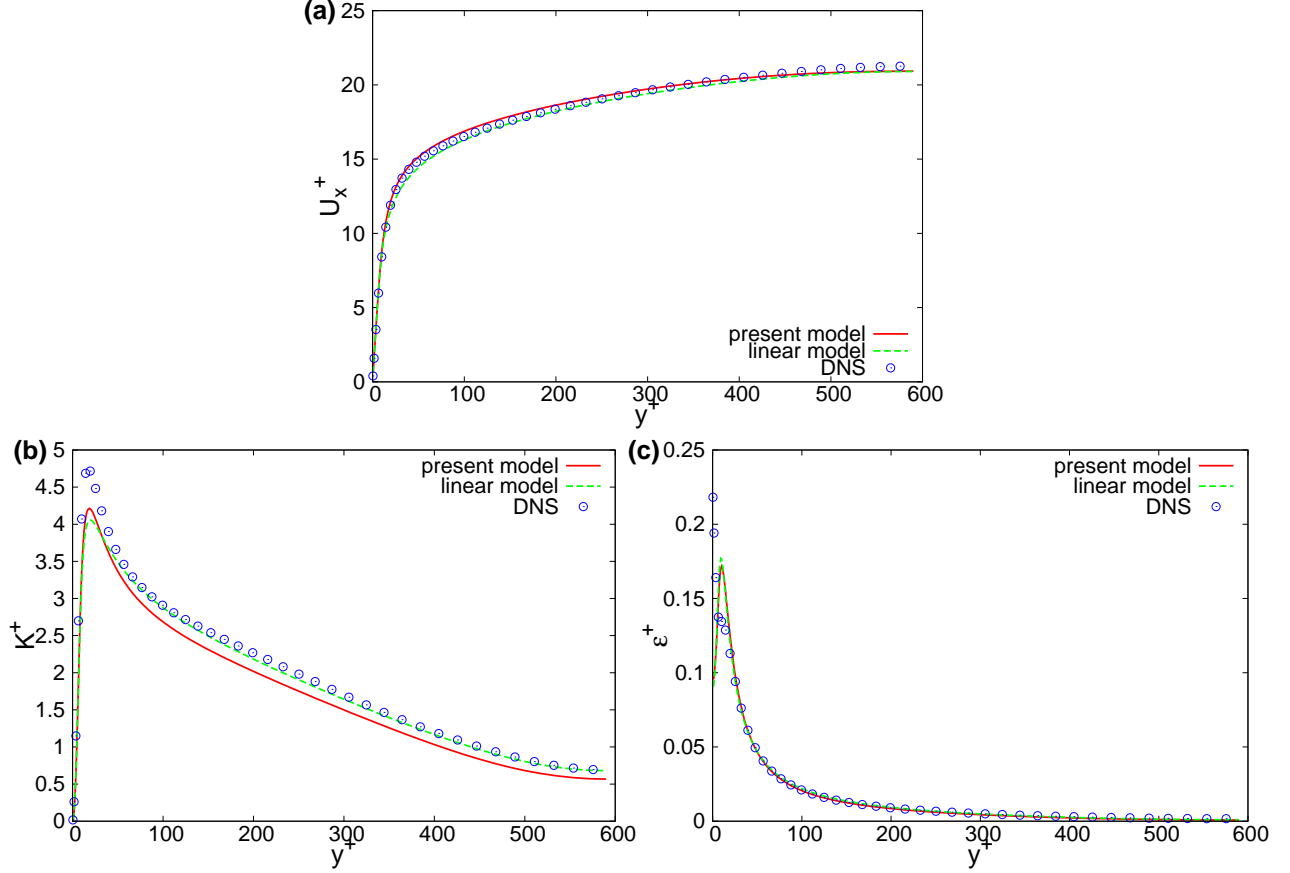 (a)
25
20
15
10
5
0
U_x^+
present model
linear model
DNS
0 100 200 300 400 500 600
y^+
(b)
5
4.5
4
3.5
3
2.5
2
1.5
1
0.5
0
K^+
present model
linear model
DNS
0 100 200 300 400 500 600
y^+
(c)
0.25
0.2
0.15
0.1
0.05
0
ε^+
present model
linear model
DNS
0 100 200 300 400 500 600
y^+